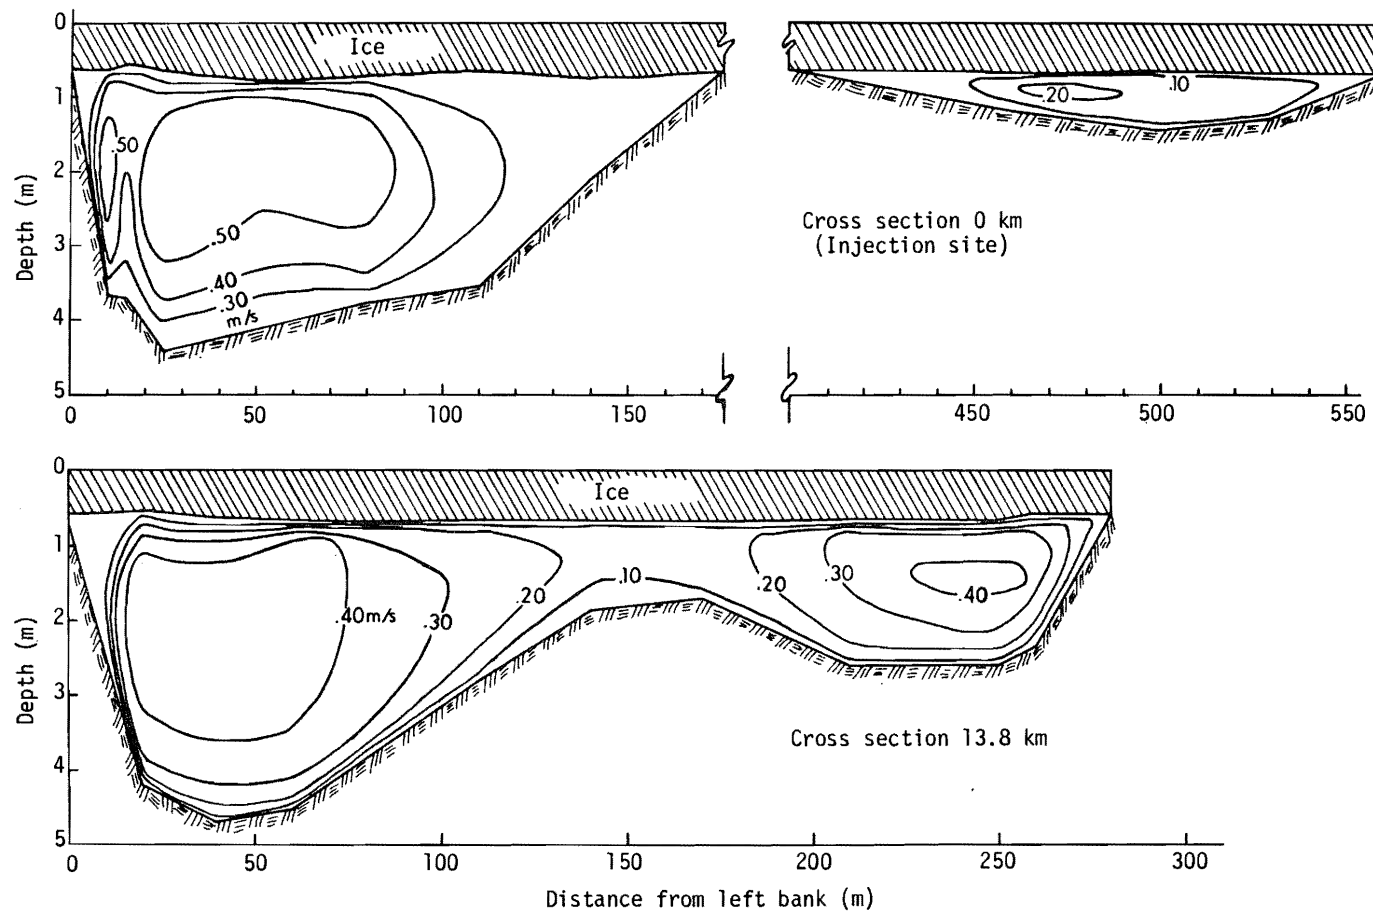 0
Ice
1
.50
.20
.10
2
Depth (m)
Cross section 0 km
(Injection site)
.50
3
.40
.30
m/s
4
5
0 50 100 150 450 500 550
0
Ice
1
.10
.20
.30
.20
.40
.40m/s
.30
2
Depth (m)
3
Cross section 13.8 km
4
5
0 50 100 150 200 250 300
Distance from left bank (m)